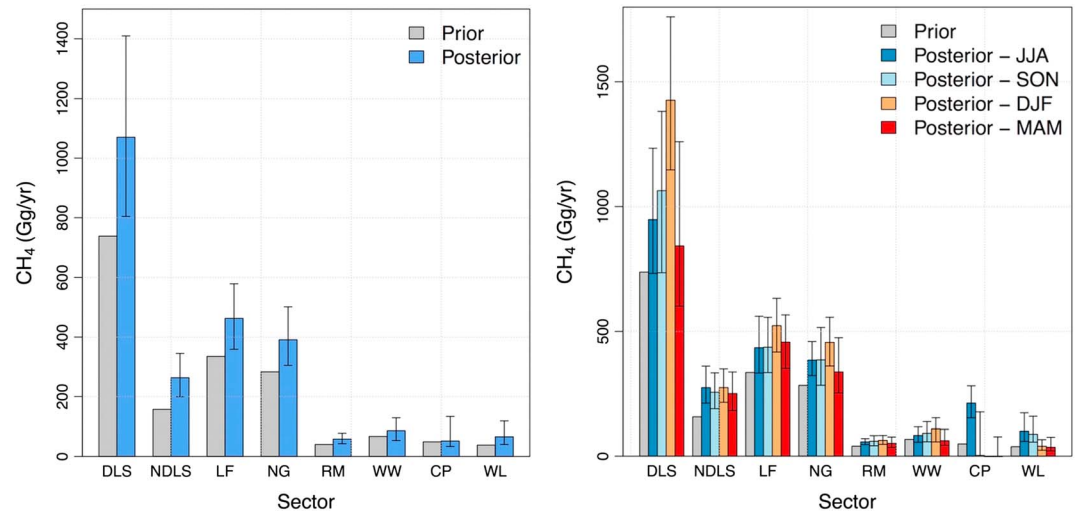 CH4 (Gg/yr)
1400
1200
1000
800
600
400
200
0
Prior
Posterior
DLS NDLS LF NG RM WW CP WL
Sector
CH4 (Gg/yr)
1500
1000
500
0
Prior
Posterior – JJA
Posterior – SON
Posterior – DJF
Posterior – MAM
DLS NDLS LF NG RM WW CP WL
Sector